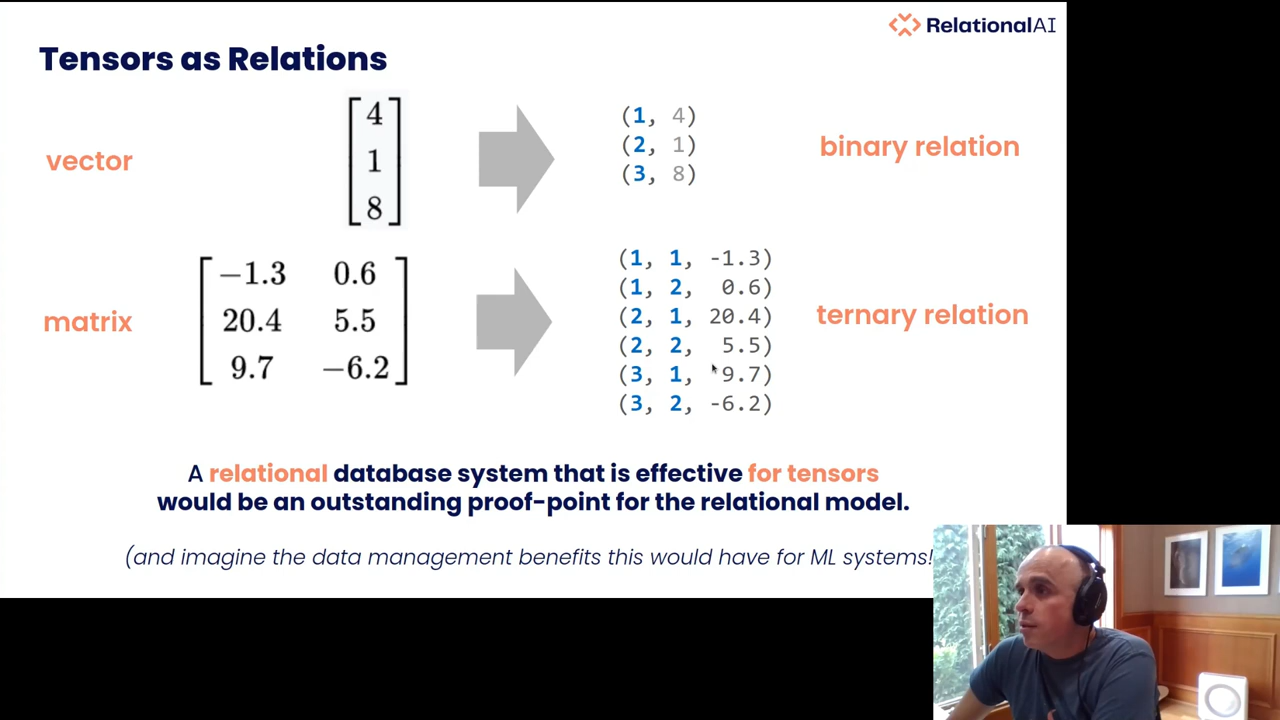 RelationalAI
Tensors as Relations
vector
4
1
8
(1, 4)
(2, 1)
(3, 8)
binary relation
matrix
−1.3 0.6
20.4 5.5
9.7 −6.2
(1, 1, -1.3)
(1, 2, 0.6)
(2, 1, 20.4)
(2, 2, 5.5)
(3, 1, 9.7)
(3, 2, -6.2)
ternary relation
A relational database system that is effective for tensors
would be an outstanding proof-point for the relational model.
(and imagine the data management benefits this would have for ML systems!